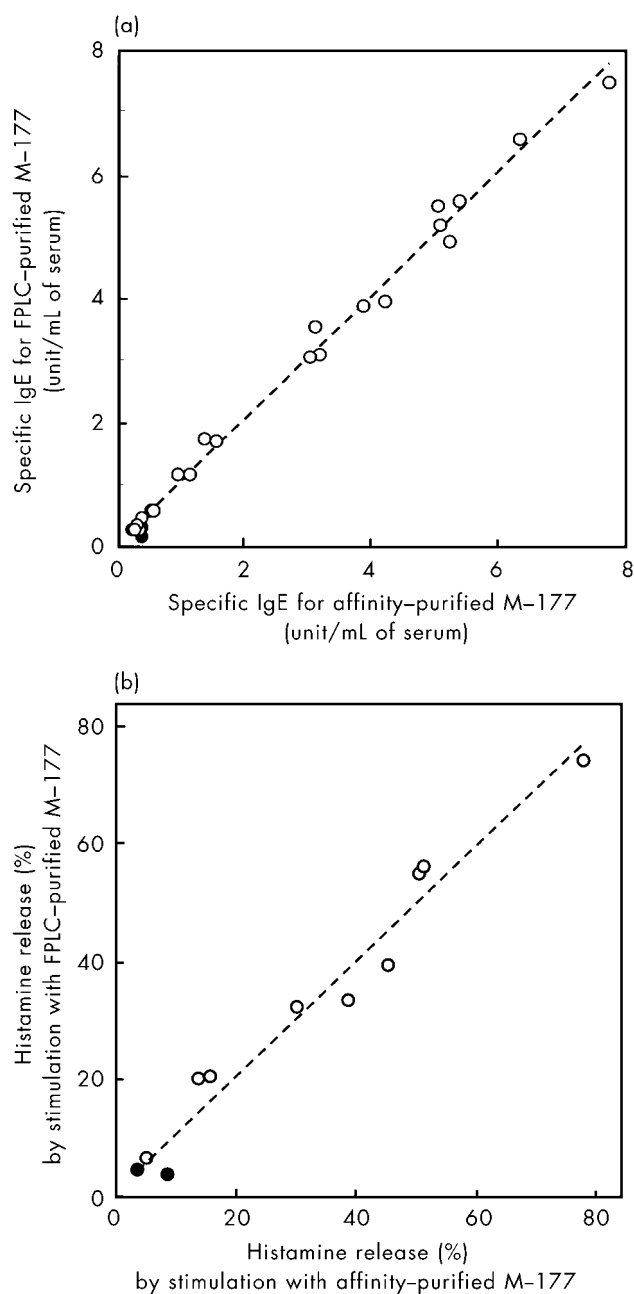 (a)
8
6
4
2
0
Specific IgE for FPLC–purified M–177
(unit/mL of serum)
0 2 4 6 8
Specific IgE for affinity–purified M–177
(unit/mL of serum)
(b)
80
60
40
20
0
Histamine release (%)
by stimulation with FPLC–purified M–177
0 20 40 60 80
Histamine release (%)
by stimulation with affinity–purified M–177